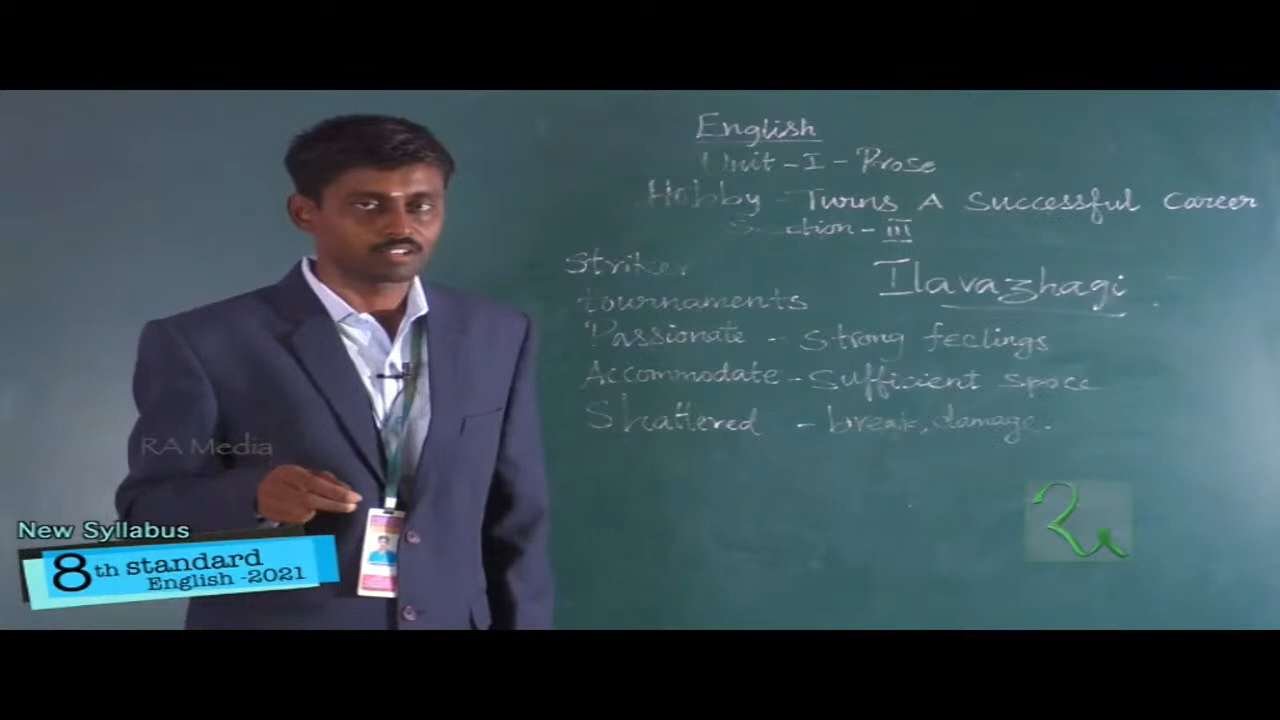 English
Unit - I - Prose
Hobby - Turns A Successful Career
Section - III
Striker
Ilavazhagi
tournaments
Passionate - Strong feelings
Accommodate - Sufficient space
Shattered - break, damage.
RA Media
New Syllabus
8th standard
English -2021